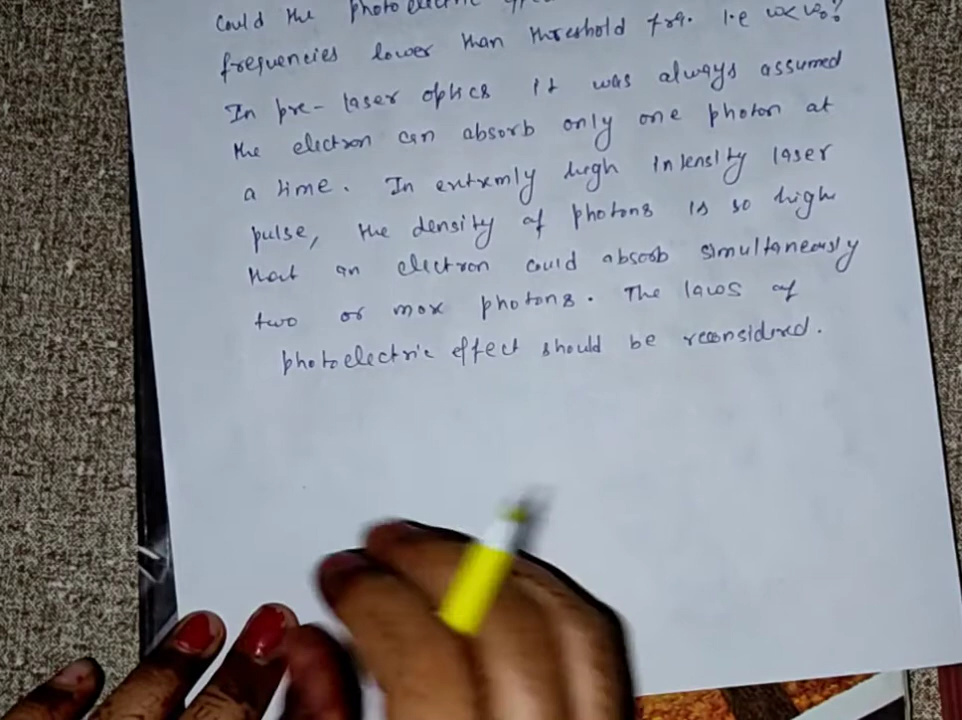 Could the photoelectric
frequencies lower than threshold frq. i.e ω<ω₀?
In pre-laser optics it was always assumed
the electron can absorb only one photon at
a time. In extremly high intensity laser
pulse, the density of photons is so high
that an electron could absorb simultaneously
two or more photons. The laws of
photoelectric effect should be reconsidered.